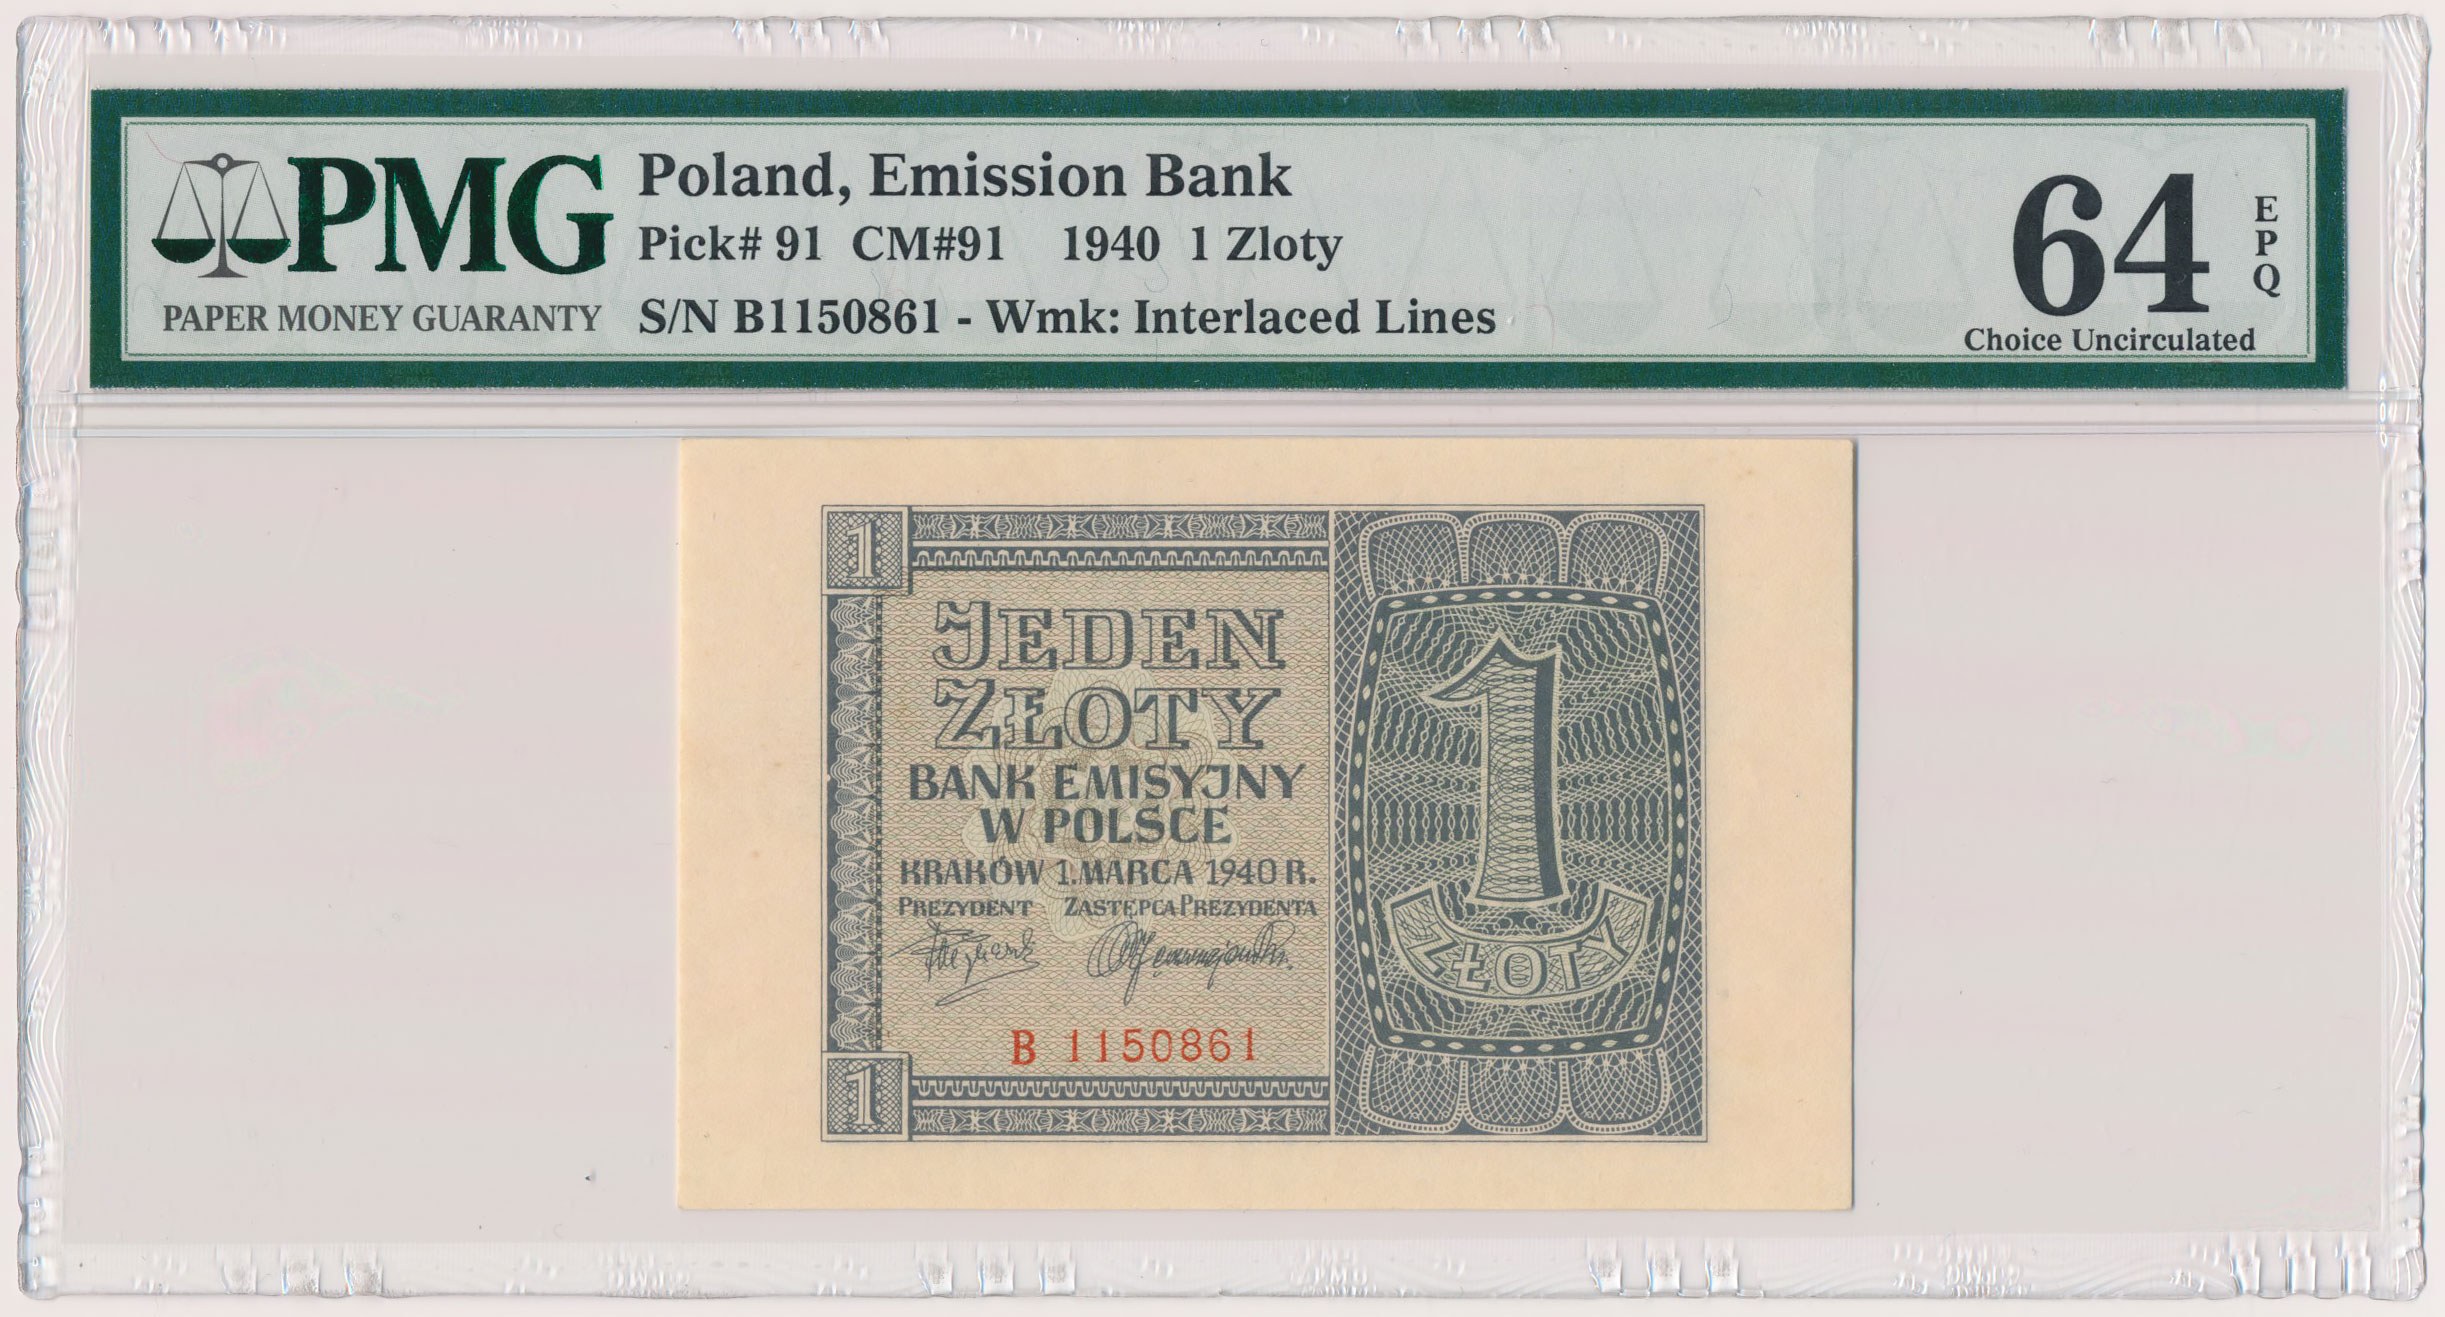 PMG
PAPER MONEY GUARANTY
Poland, Emission Bank
Pick# 91 CM#91 1940 1 Zloty
S/N B1150861 - Wmk: Interlaced Lines
64
EPQ
Choice Uncirculated
1
JEDEN
ZŁOTY
BANK EMISYJNY
W POLSCE
KRAKÓW 1.MARCA 1940 R.
PREZYDENT ZASTĘPCA PREZYDENTA
B 1150861
1
1
ZŁOTY